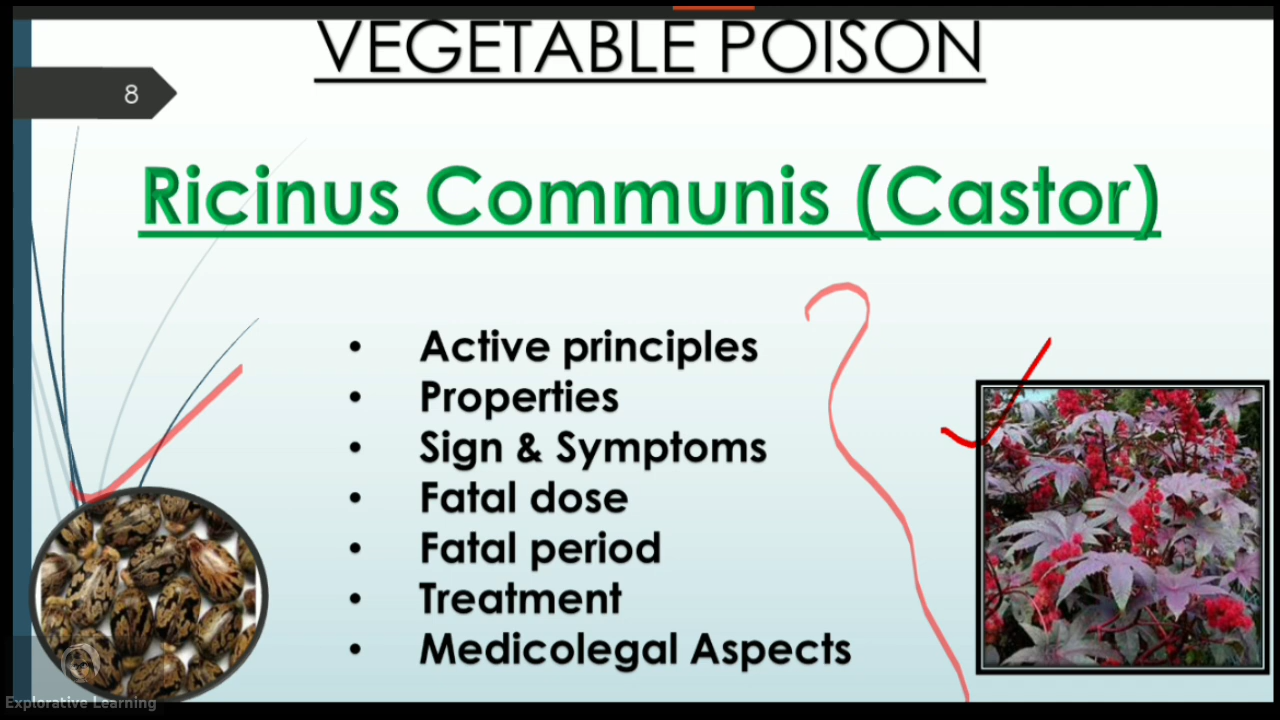 VEGETABLE POISON
8
Ricinus Communis (Castor)
• Active principles
• Properties
• Sign & Symptoms
• Fatal dose
• Fatal period
• Treatment
• Medicolegal Aspects
Explorative Learning